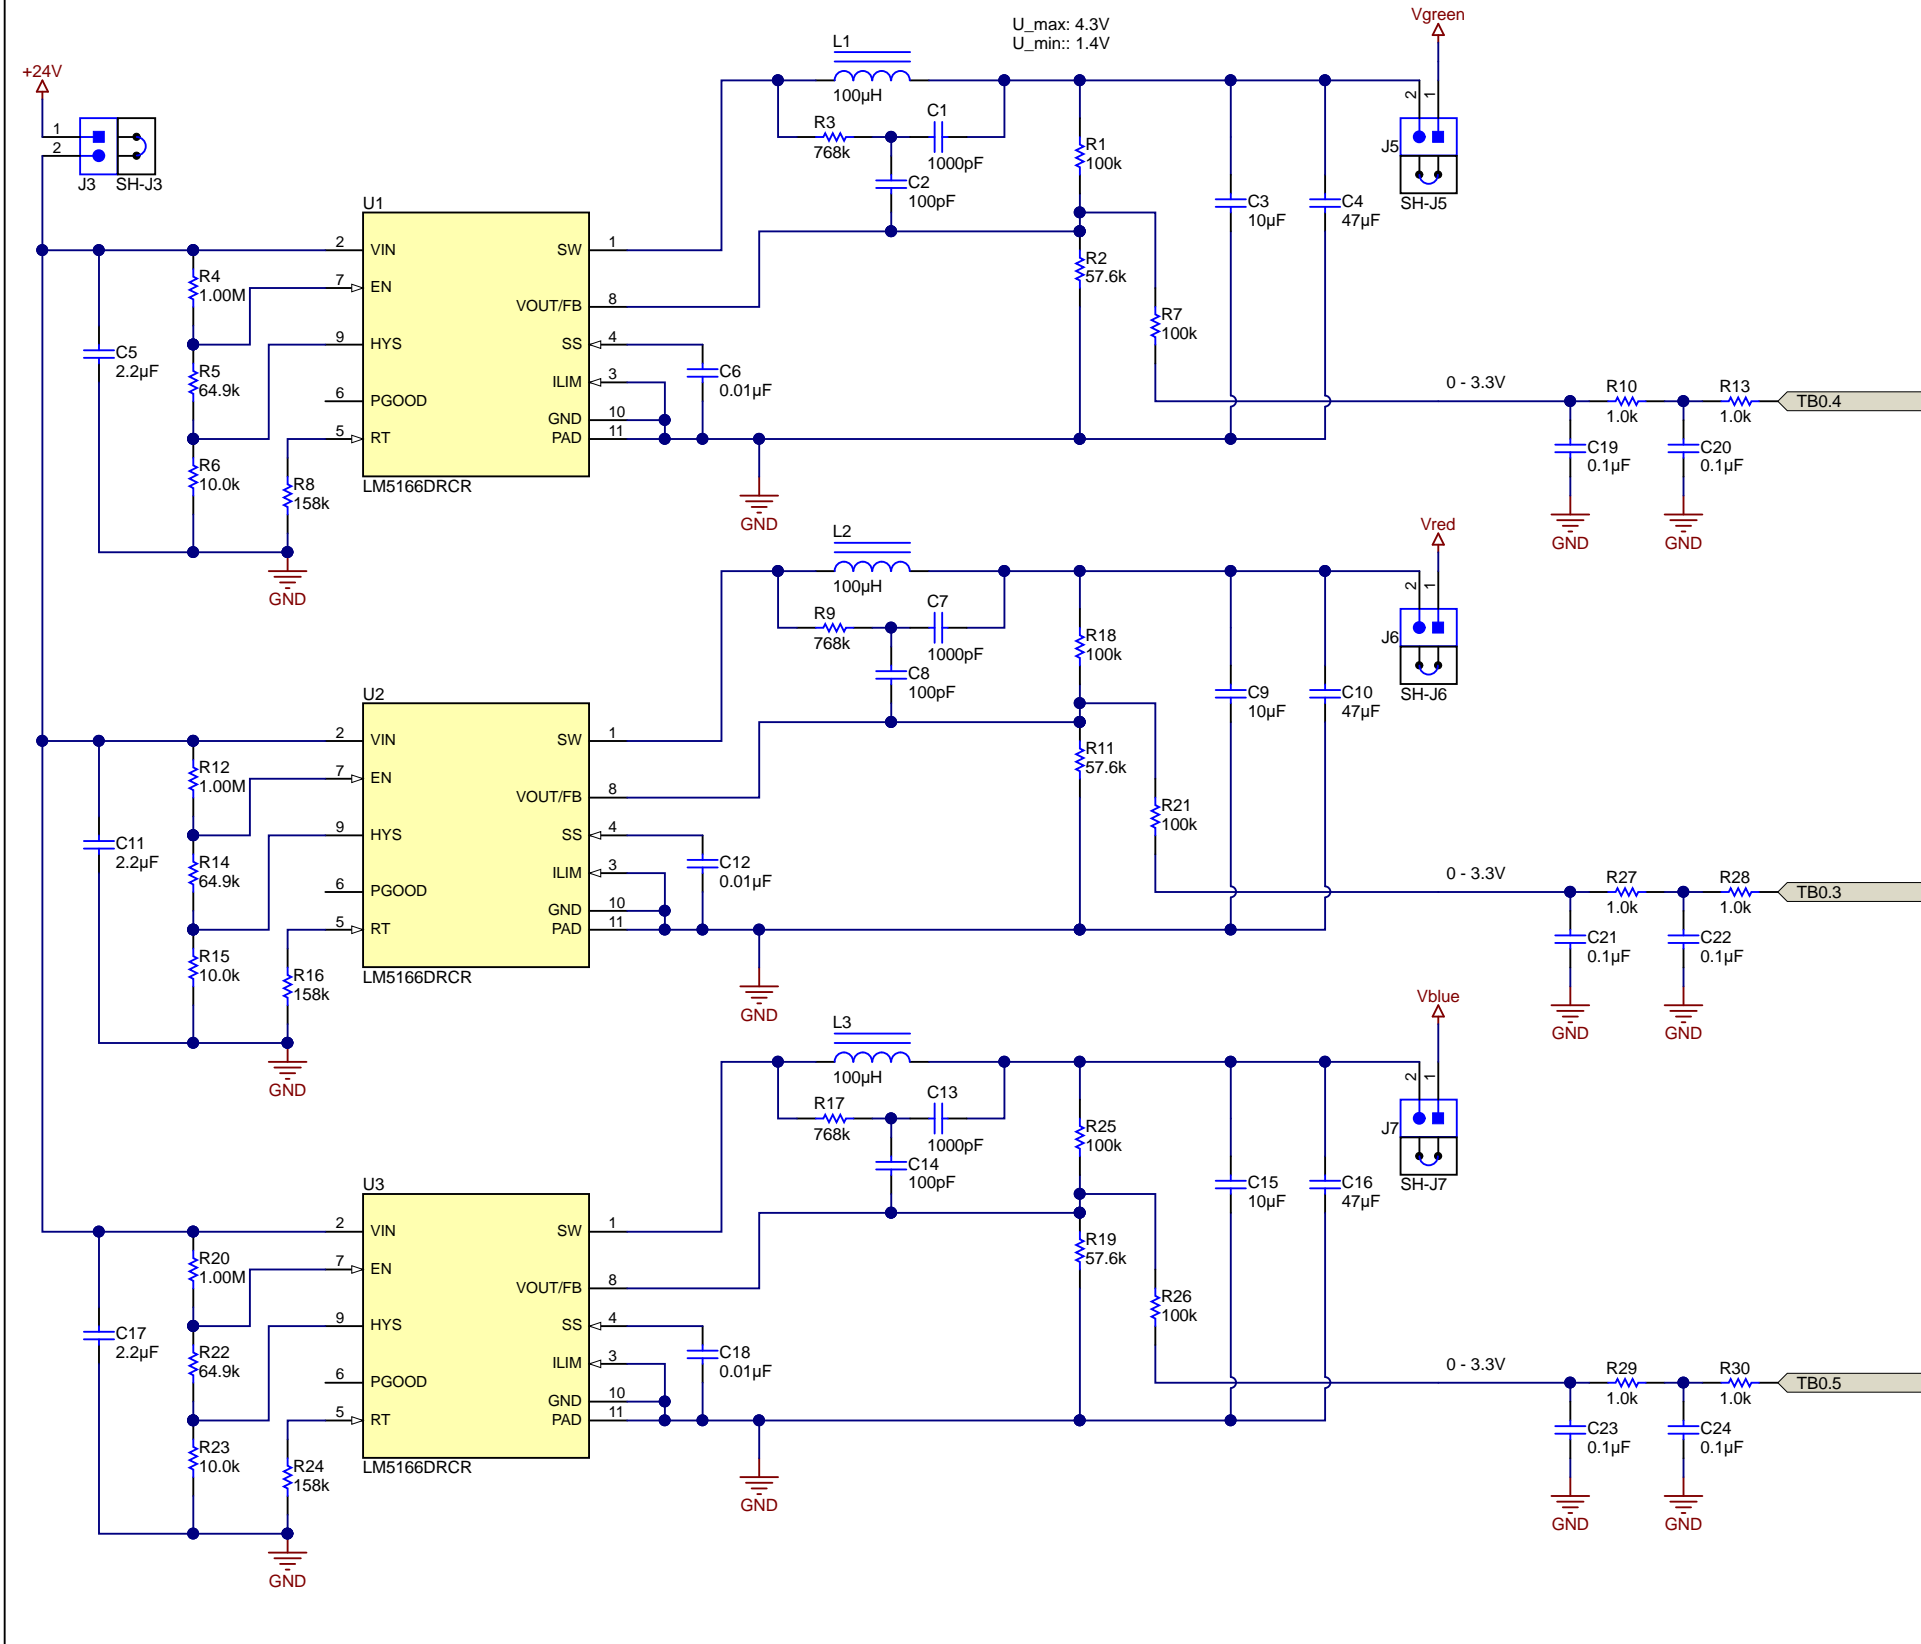 U_max: 4.3V
U_min:: 1.4V
+24V
1
2
J3
SH-J3
U1
2
VIN
7
EN
9
HYS
6
PGOOD
5
RT
SW
1
VOUT/FB
8
SS
4
ILIM
3
GND
10
PAD
11
LM5166DRCR
C5
2.2µF
R4
1.00M
R5
64.9k
R6
10.0k
R8
158k
GND
L1
100µH
R3
768k
C1
1000pF
C2
100pF
C6
0.01µF
GND
R1
100k
R2
57.6k
R7
100k
C3
10µF
C4
47µF
Vgreen
2
1
J5
SH-J5
0 - 3.3V
R10
1.0k
R13
1.0k
TB0.4
C19
0.1µF
C20
0.1µF
GND
GND
U2
2
VIN
7
EN
9
HYS
6
PGOOD
5
RT
SW
1
VOUT/FB
8
SS
4
ILIM
3
GND
10
PAD
11
LM5166DRCR
C11
2.2µF
R12
1.00M
R14
64.9k
R15
10.0k
R16
158k
GND
L2
100µH
R9
768k
C7
1000pF
C8
100pF
C12
0.01µF
GND
R18
100k
R11
57.6k
R21
100k
C9
10µF
C10
47µF
Vred
2
1
J6
SH-J6
0 - 3.3V
R27
1.0k
R28
1.0k
TB0.3
C21
0.1µF
C22
0.1µF
GND
GND
U3
2
VIN
7
EN
9
HYS
6
PGOOD
5
RT
SW
1
VOUT/FB
8
SS
4
ILIM
3
GND
10
PAD
11
LM5166DRCR
C17
2.2µF
R20
1.00M
R22
64.9k
R23
10.0k
R24
158k
GND
L3
100µH
R17
768k
C13
1000pF
C14
100pF
C18
0.01µF
GND
R25
100k
R19
57.6k
R26
100k
C15
10µF
C16
47µF
Vblue
2
1
J7
SH-J7
0 - 3.3V
R29
1.0k
R30
1.0k
TB0.5
C23
0.1µF
C24
0.1µF
GND
GND